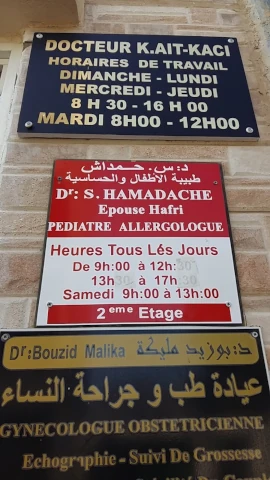 DOCTEUR K.AIT-KACI
HORAIRES DE TRAVAIL
DIMANCHE - LUNDI
MERCREDI - JEUDI
8 H 30 - 16 H 00
MARDI 8H00 - 12H00
د: س. حمداش
طبيبة الأطفال والحساسية
Dr: S. HAMADACHE
Epouse Hafri
PEDIATRE ALLERGOLOGUE
Heures Tous Lés Jours
De 9h:00 à 12h:
13h à 17h
Samedi 9h:00 à 13h:00
2eme Etage
Dr:Bouzid Malika د:بوزيد مليكة
عيادة طب و جراحة النساء
GYNECOLOGUE OBSTETRICIENNE
Echographie - Suivi De Grossesse